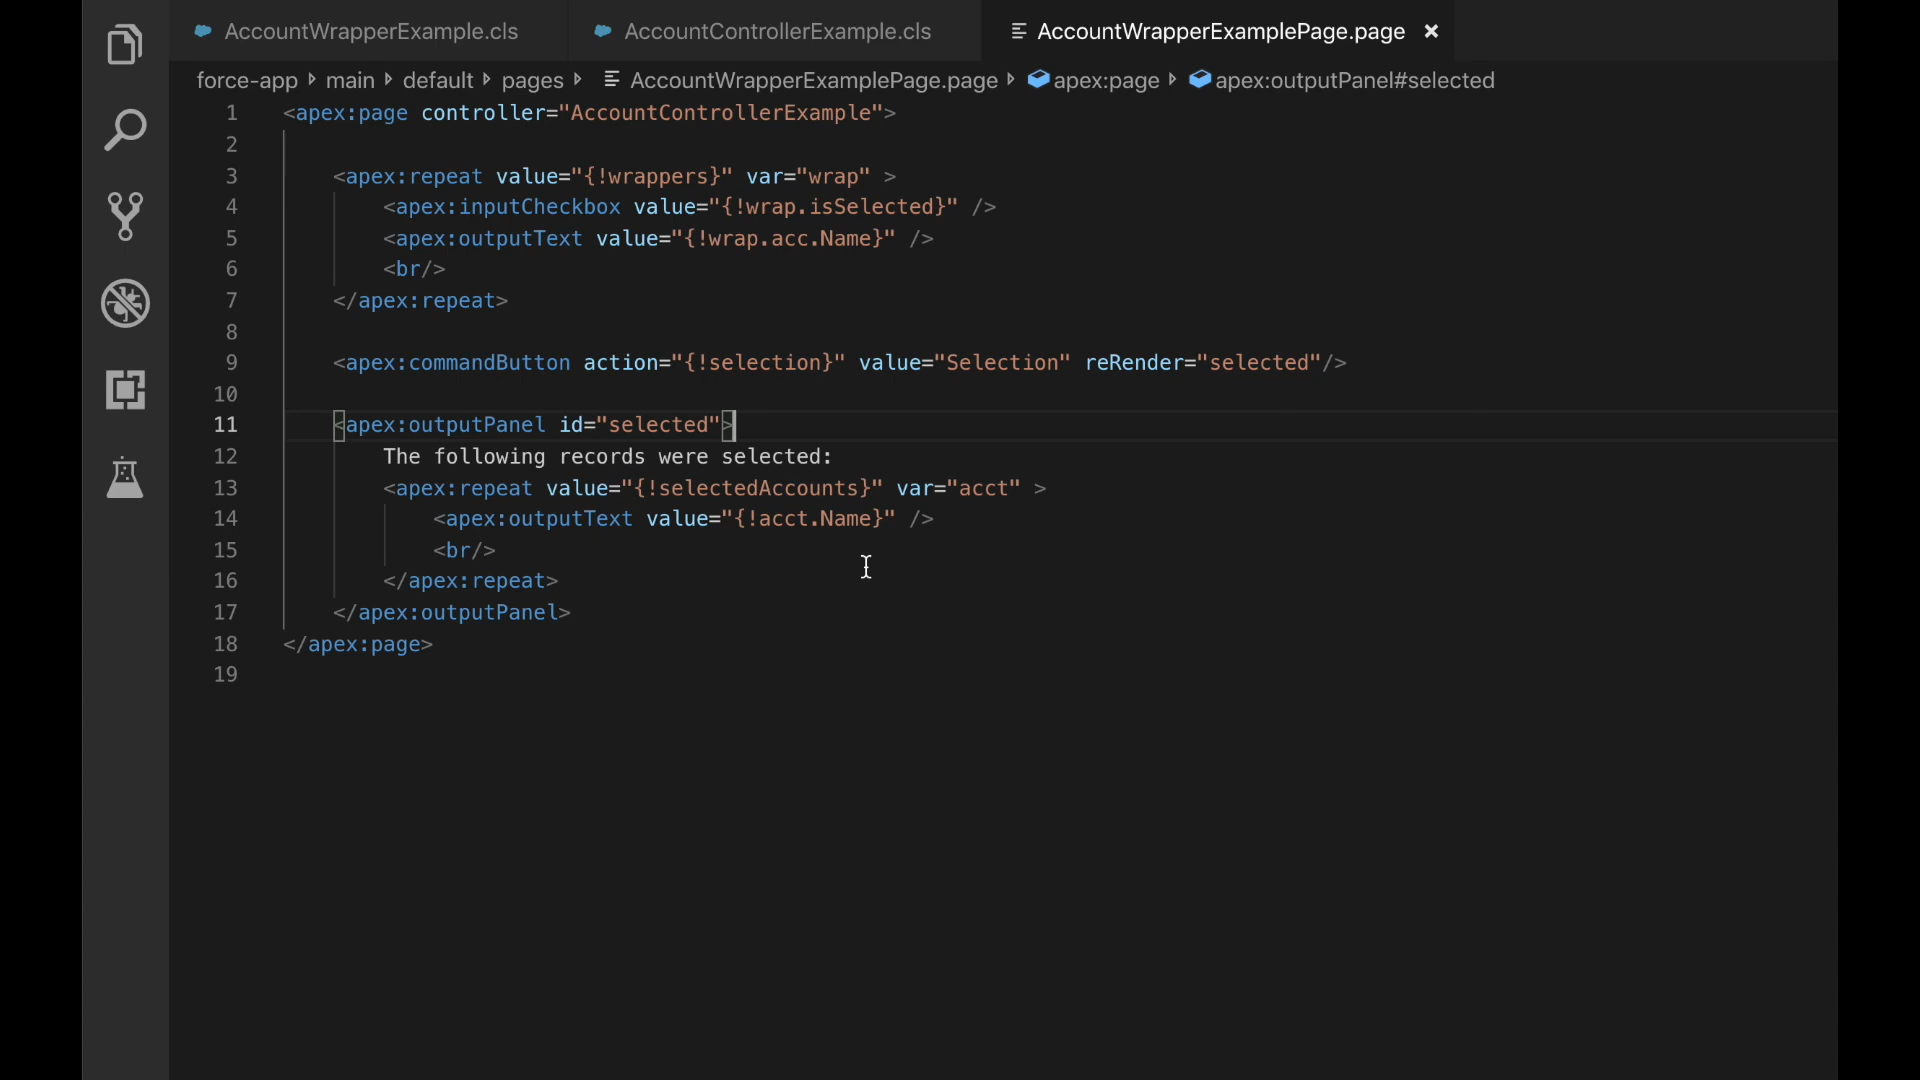 AccountWrapperExample.cls AccountControllerExample.cls AccountWrapperExamplePage.page
force-app main default pages AccountWrapperExamplePage.page apex:page apex:outputPanel#selected
1 <apex:page controller="AccountControllerExample">
2
3 <apex:repeat value="{!wrappers}" var="wrap" >
4 <apex:inputCheckbox value="{!wrap.isSelected}" />
5 <apex:outputText value="{!wrap.acc.Name}" />
6 <br/>
7 </apex:repeat>
8
9 <apex:commandButton action="{!selection}" value="Selection" reRender="selected"/>
10
11 <apex:outputPanel id="selected">
12 The following records were selected:
13 <apex:repeat value="{!selectedAccounts}" var="acct" >
14 <apex:outputText value="{!acct.Name}" />
15 <br/>
16 </apex:repeat>
17 </apex:outputPanel>
18 </apex:page>
19